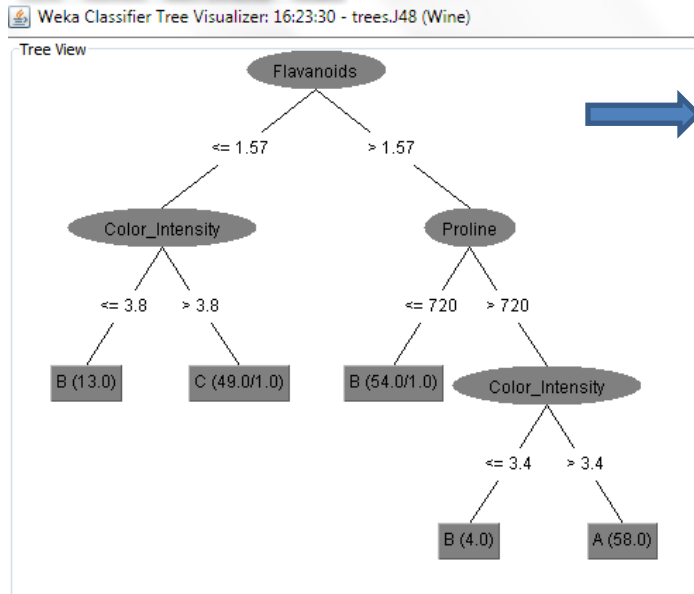 Weka Classifier Tree Visualizer: 16:23:30 - trees.J48 (Wine)
Tree View
Flavanoids
<= 1.57 > 1.57
Color_Intensity Proline
<= 3.8 > 3.8 <= 720 > 720
B (13.0) C (49.0/1.0) B (54.0/1.0) Color_Intensity
<= 3.4 > 3.4
B (4.0) A (58.0)